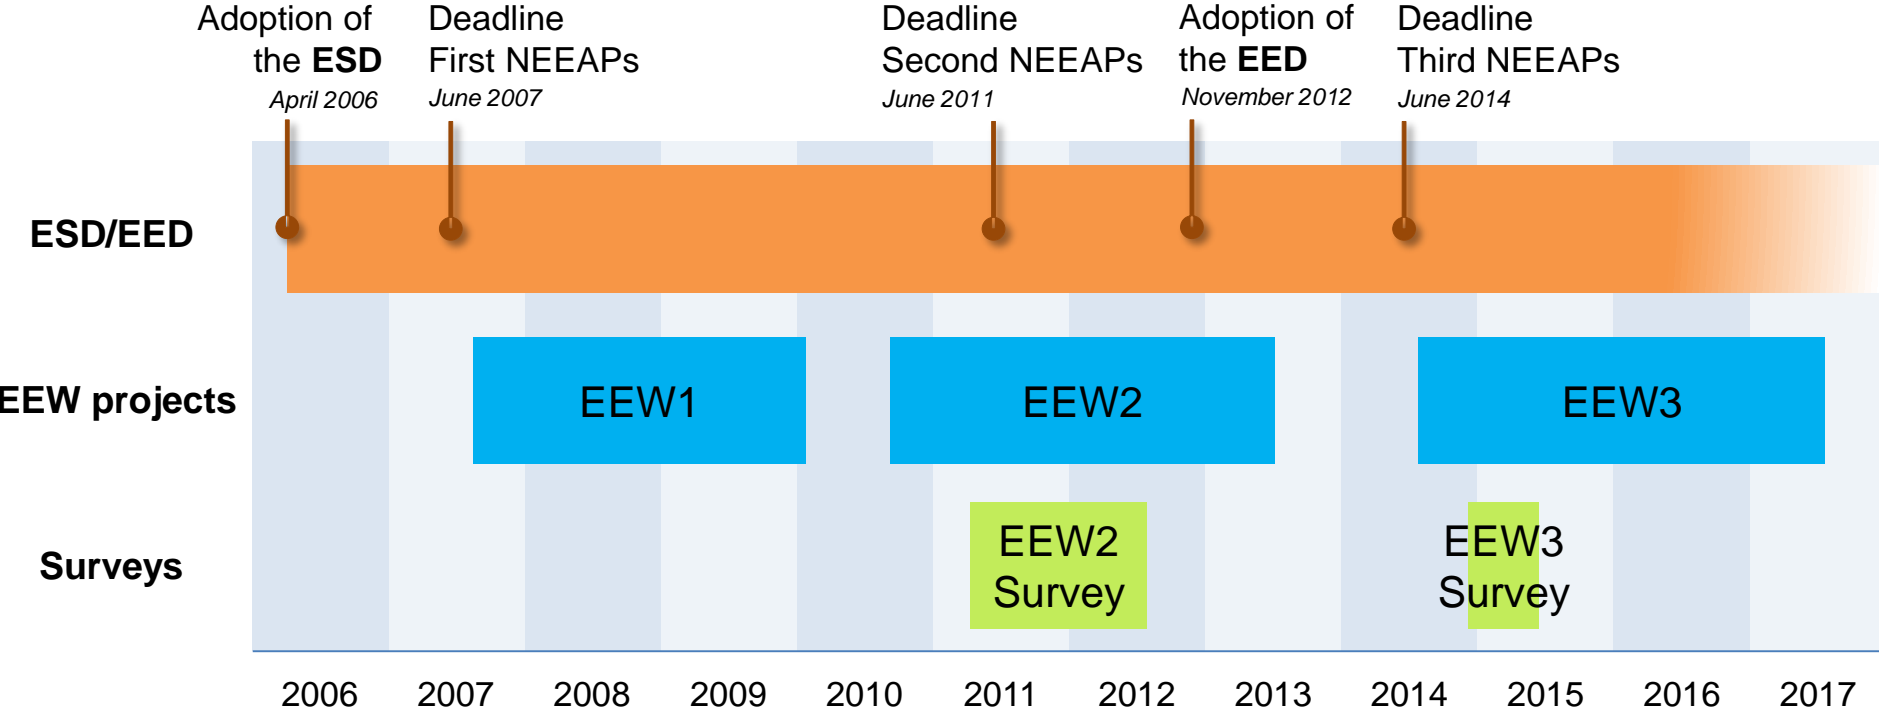 Adoption of
the ESD
April 2006
Deadline
First NEEAPs
June 2007
Deadline
Second NEEAPs
June 2011
Adoption of
the EED
November 2012
Deadline
Third NEEAPs
June 2014
ESD/EED
EEW projects
EEW1
EEW2
EEW3
Surveys
EEW2
Survey
EEW3
Survey
2006 2007 2008 2009 2010 2011 2012 2013 2014 2015 2016 2017